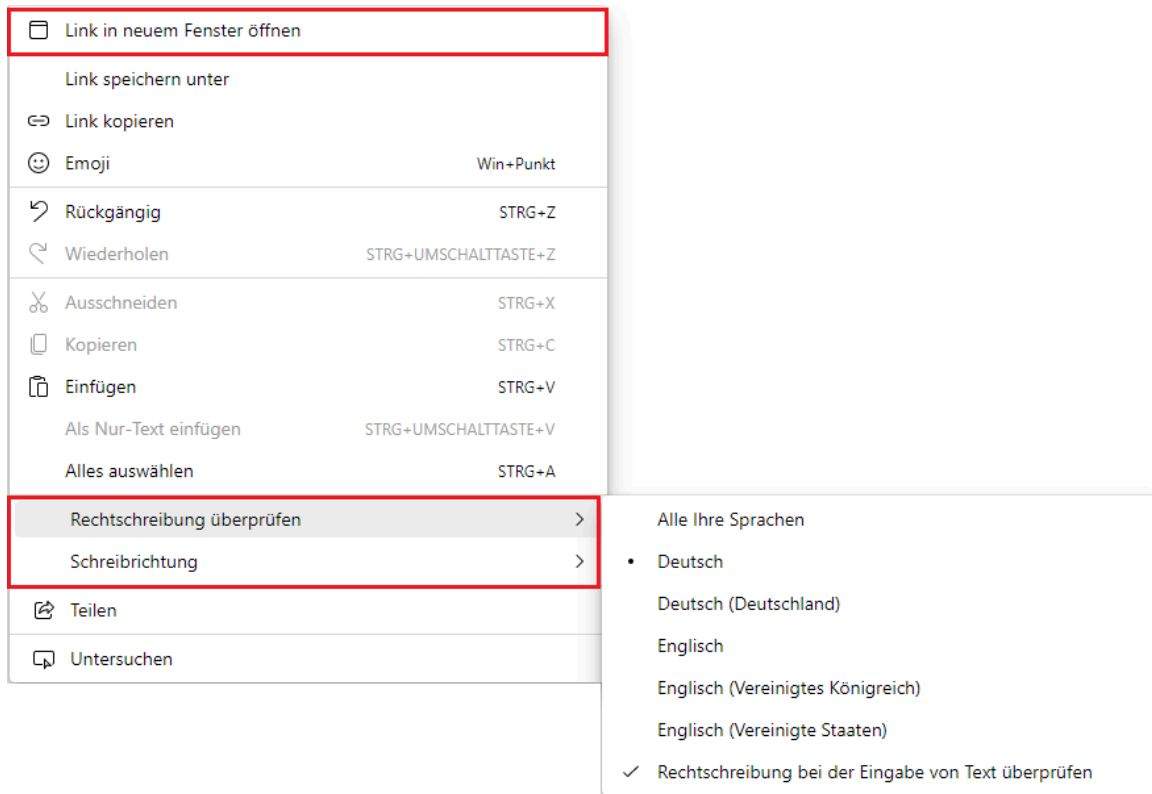 Link in neuem Fenster öffnen
Link speichern unter
Link kopieren
Emoji Win+Punkt
Rückgängig STRG+Z
Wiederholen STRG+UMSCHALTTASTE+Z
Ausschneiden STRG+X
Kopieren STRG+C
Einfügen STRG+V
Als Nur-Text einfügen STRG+UMSCHALTTASTE+V
Alles auswählen STRG+A
Rechtschreibung überprüfen
Schreibrichtung
Teilen
Untersuchen
Alle Ihre Sprachen
Deutsch
Deutsch (Deutschland)
Englisch
Englisch (Vereinigtes Königreich)
Englisch (Vereinigte Staaten)
Rechtschreibung bei der Eingabe von Text überprüfen